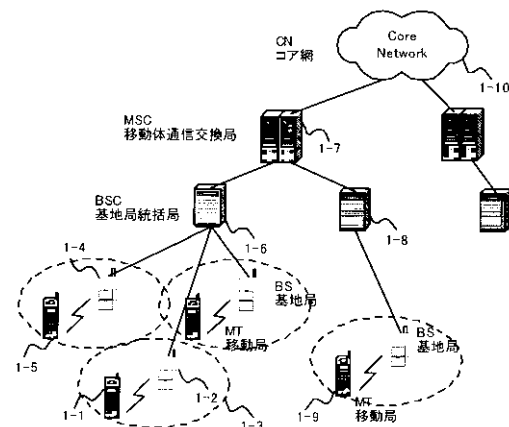 CN
コア網
Core
Network
1-10
MSC
移動体通信交換局
1-7
BSC
基地局統括局
1-6
1-8
1-4
BS
基地局
MT
移動局
1-5
BS
基地局
1-2
1-1
1-3
1-9
MT
移動局